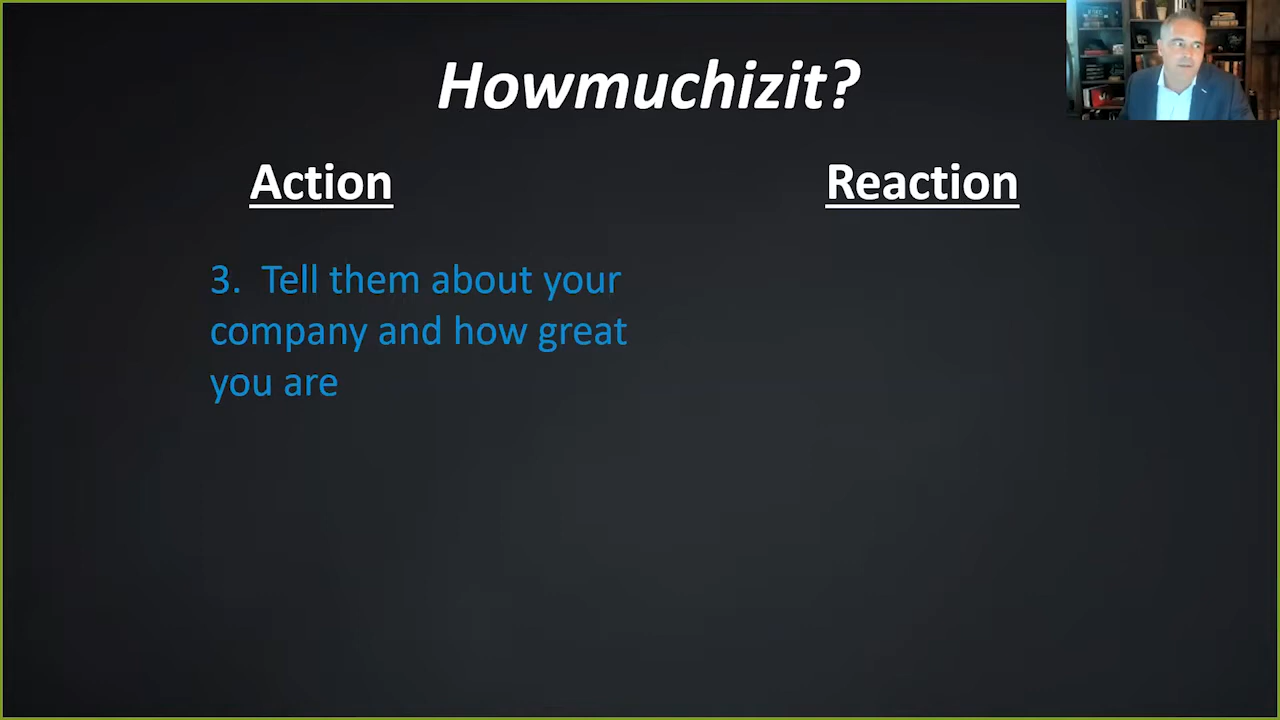 Howmuchizit?
Action
Reaction
3. Tell them about your
company and how great
you are